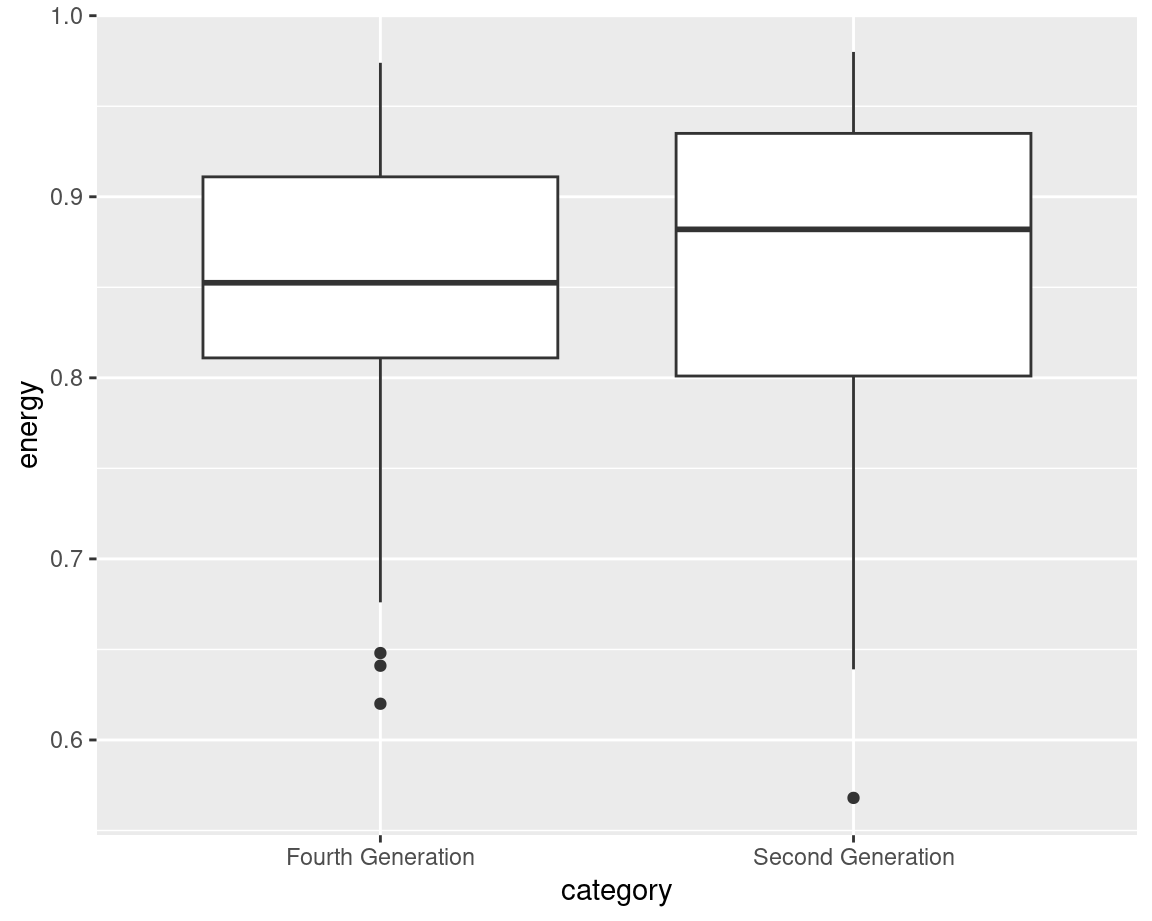 1.0
0.9
0.8
0.7
0.6
energy
Fourth Generation
Second Generation
category